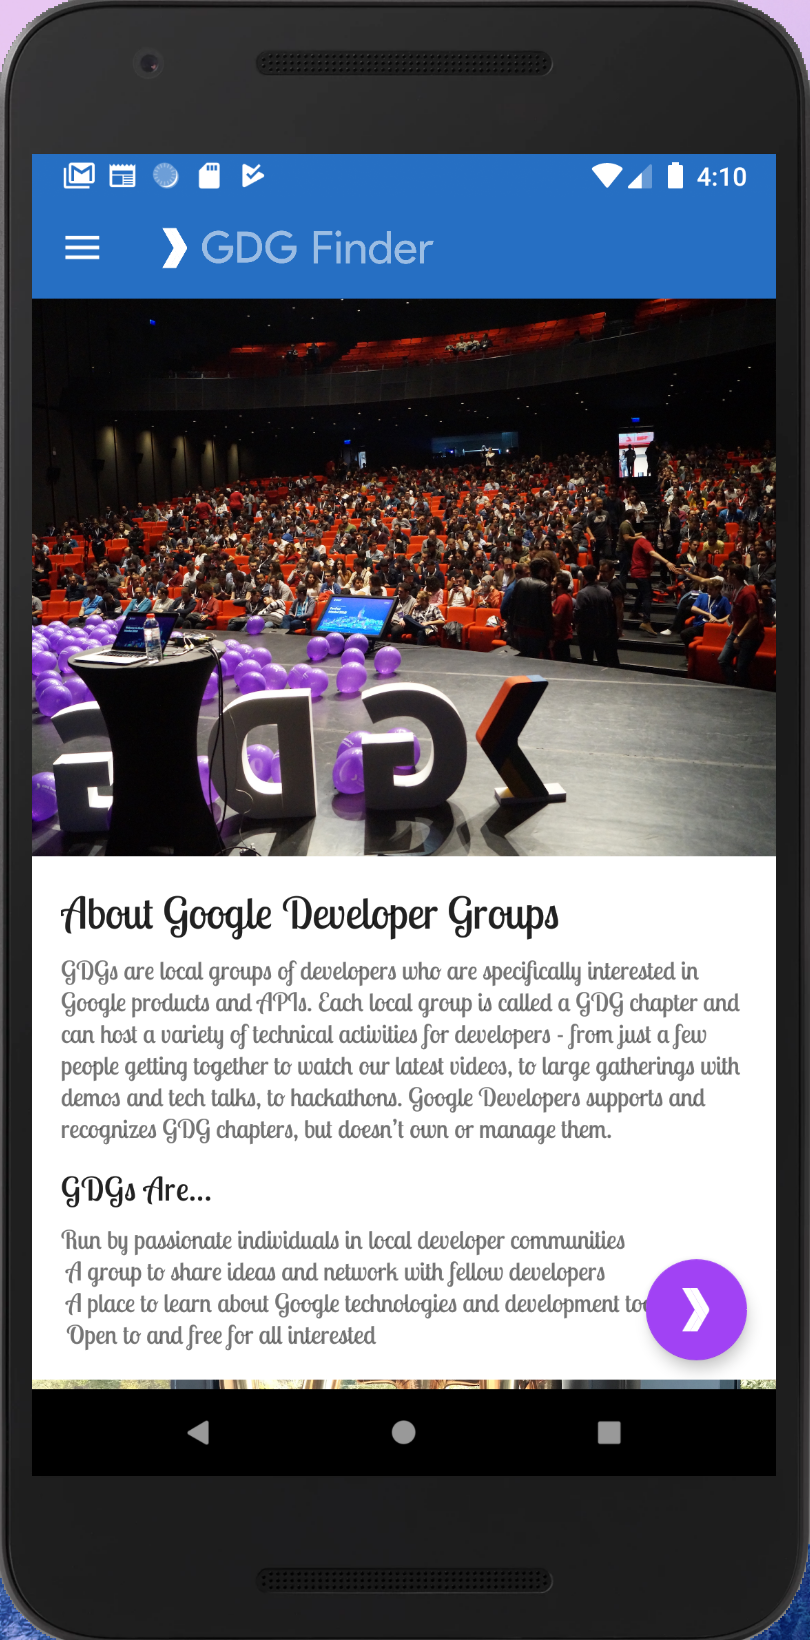 4:10
GDG Finder
GDG
About Google Developer Groups
GDGs are local groups of developers who are specifically interested in
Google products and APIs. Each local group is called a GDG chapter and
can host a variety of technical activities for developers - from just a few
people getting together to watch our latest videos, to large gatherings with
demos and tech talks, to hackathons. Google Developers supports and
recognizes GDG chapters, but doesn't own or manage them.
GDGs Are...
Run by passionate individuals in local developer communities
A group to share ideas and network with fellow developers
A place to learn about Google technologies and development
Open to and free for all interested